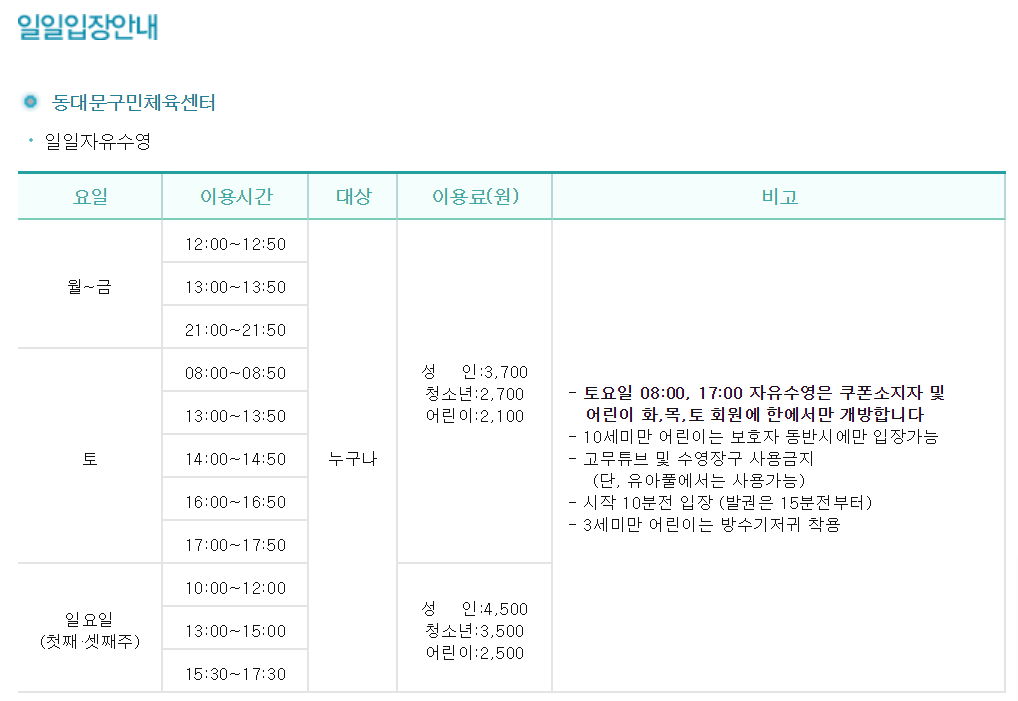 일일입장안내
동대문구민체육센터
· 일일자유수영
요일 이용시간 대상 이용료(원) 비고
월~금
12:00~12:50
13:00~13:50
21:00~21:50
토
08:00~08:50
13:00~13:50
14:00~14:50
16:00~16:50
17:00~17:50
일요일
(첫째·셋째주)
10:00~12:00
13:00~15:00
15:30~17:30
누구나
성 인:3,700
청소년:2,700
어린이:2,100
성 인:4,500
청소년:3,500
어린이:2,500
- 토요일 08:00, 17:00 자유수영은 쿠폰소지자 및
어린이 화,목,토 회원에 한에서만 개방합니다
- 10세미만 어린이는 보호자 동반시에만 입장가능
- 고무튜브 및 수영장구 사용금지
(단, 유아풀에서는 사용가능)
- 시작 10분전 입장 (발권은 15분전부터)
- 3세미만 어린이는 방수기저귀 착용